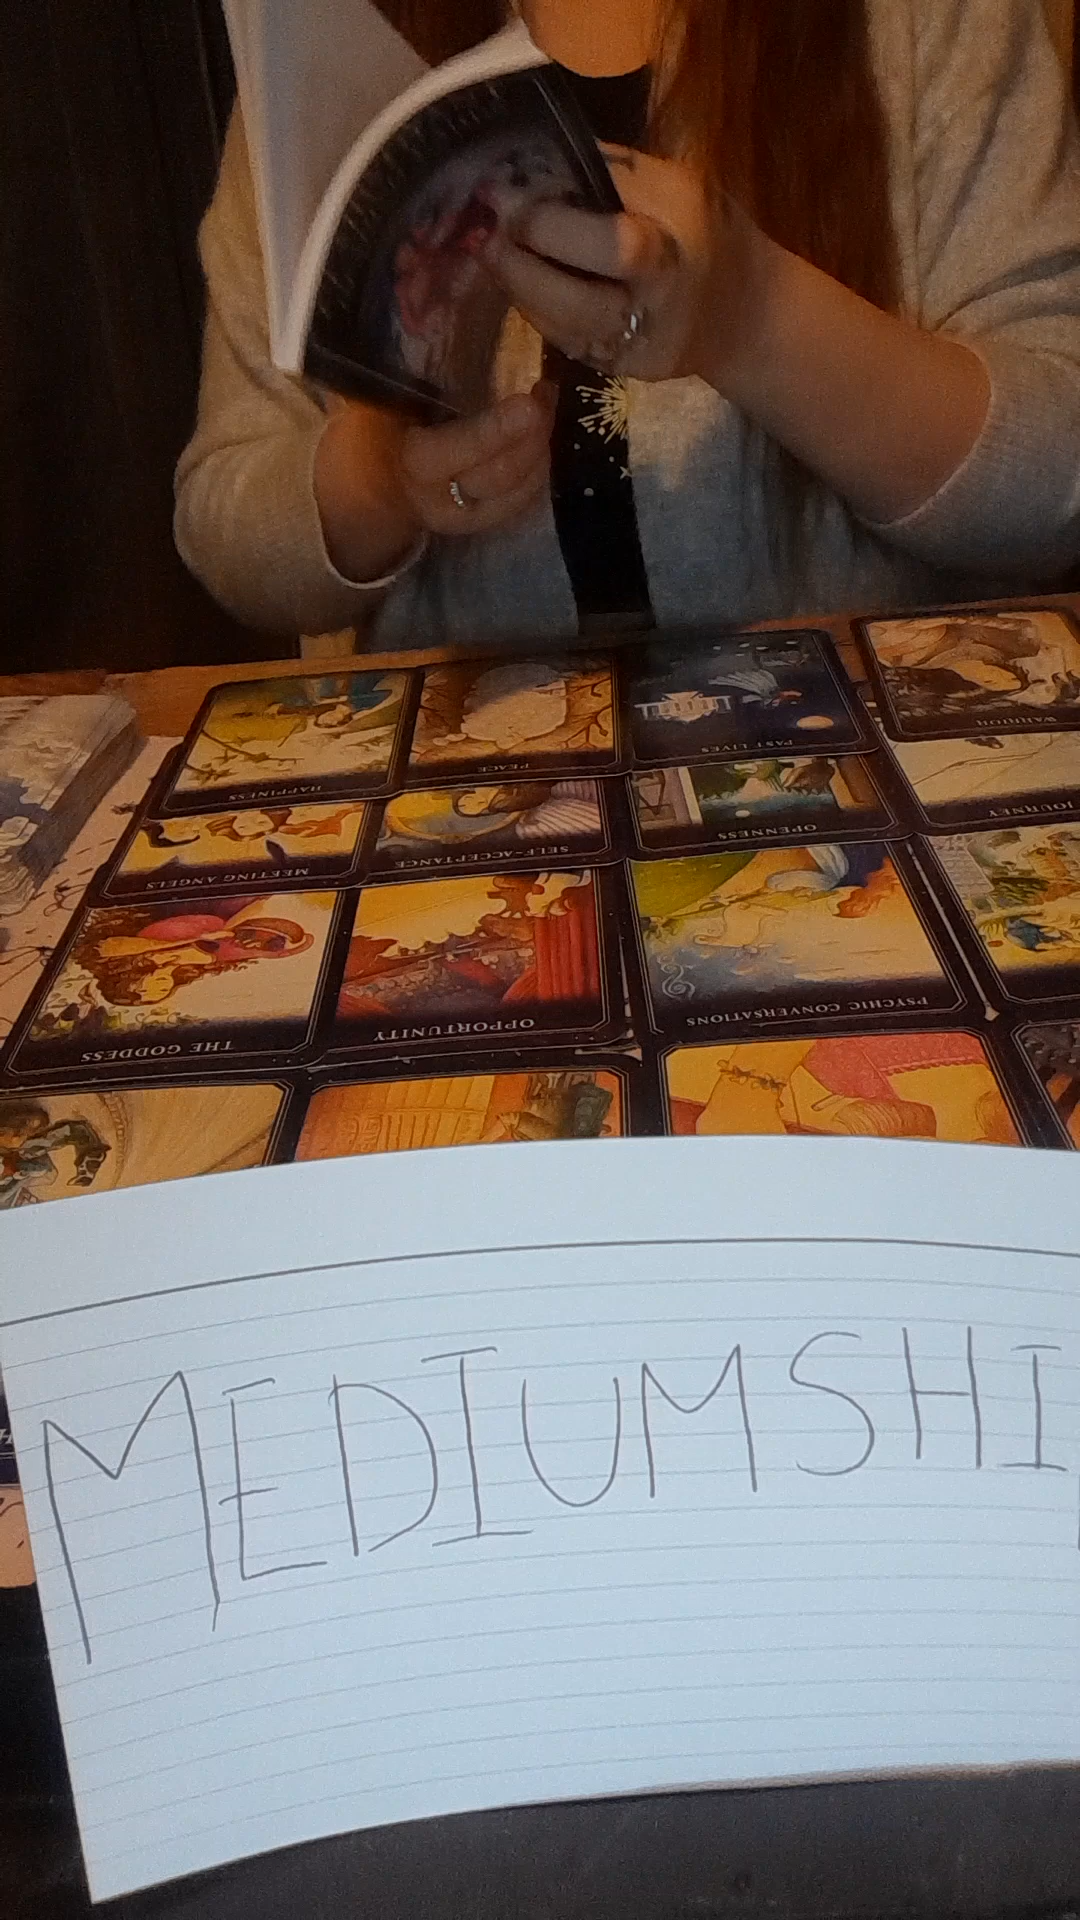 HAPPINESS
PEACE
PAST LIVES
WARRIOR
MEETING ANGELS
SELF-ACCEPTANCE
OPENNESS
JOURNEY
THE GODDESS
OPPORTUNITY
PSYCHIC CONVERSATIONS
MEDIUMSHI